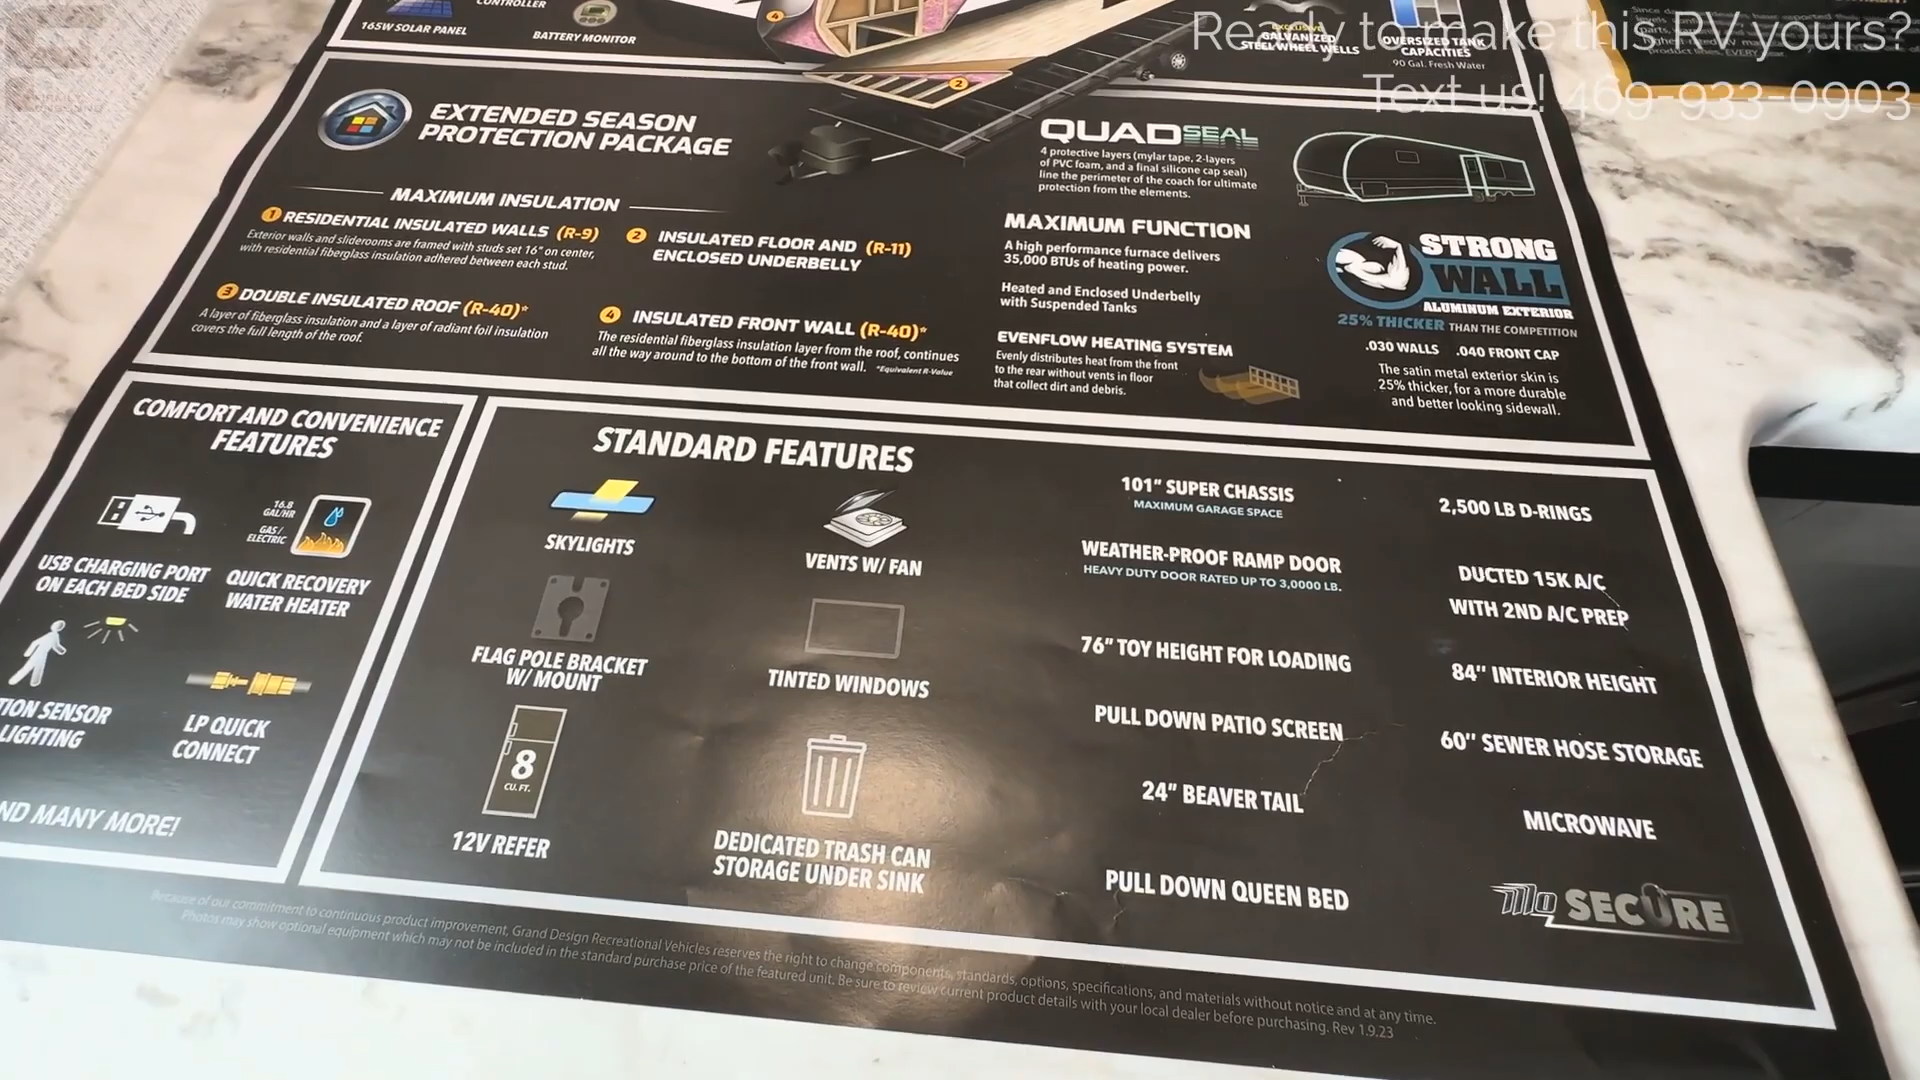 Ready to make this RV yours?
Text us! 469-933-0903
CONTROLLER
165W SOLAR PANEL
BATTERY MONITOR
4
2
EXCLUSIVE
GALVANIZED
STEEL WHEEL WELLS
OVERSIZED TANK
CAPACITIES
90 Gal. Fresh Water
EXTENDED SEASON
PROTECTION PACKAGE
MAXIMUM INSULATION
1 RESIDENTIAL INSULATED WALLS (R-9)
Exterior walls and sliderooms are framed with studs set 16" on center,
with residential fiberglass insulation adhered between each stud.
2 INSULATED FLOOR AND (R-11)
ENCLOSED UNDERBELLY
3 DOUBLE INSULATED ROOF (R-40)*
A layer of fiberglass insulation and a layer of radiant foil insulation
covers the full length of the roof.
4 INSULATED FRONT WALL (R-40)*
The residential fiberglass insulation layer from the roof, continues
all the way around to the bottom of the front wall. *Equivalent R-Value
QUADSEAL
4 protective layers (mylar tape, 2-layers
of PVC foam, and a final silicone cap seal)
line the perimeter of the coach for ultimate
protection from the elements.
MAXIMUM FUNCTION
A high performance furnace delivers
35,000 BTUs of heating power.
Heated and Enclosed Underbelly
with Suspended Tanks
EVENFLOW HEATING SYSTEM
Evenly distributes heat from the front
to the rear without vents in floor
that collect dirt and debris.
STRONG
WALL
ALUMINUM EXTERIOR
25% THICKER THAN THE COMPETITION
.030 WALLS .040 FRONT CAP
The satin metal exterior skin is
25% thicker, for a more durable
and better looking sidewall.
COMFORT AND CONVENIENCE
FEATURES
USB CHARGING PORT
ON EACH BED SIDE
16.8
GAL/HR
GAS/
ELECTRIC
QUICK RECOVERY
WATER HEATER
TION SENSOR
LIGHTING
LP QUICK
CONNECT
ND MANY MORE!
STANDARD FEATURES
SKYLIGHTS
VENTS W/ FAN
FLAG POLE BRACKET
W/ MOUNT
TINTED WINDOWS
8
CU. FT.
12V REFER
DEDICATED TRASH CAN
STORAGE UNDER SINK
101" SUPER CHASSIS
MAXIMUM GARAGE SPACE
WEATHER-PROOF RAMP DOOR
HEAVY DUTY DOOR RATED UP TO 3,0000 LB.
76" TOY HEIGHT FOR LOADING
PULL DOWN PATIO SCREEN
24" BEAVER TAIL
PULL DOWN QUEEN BED
2,500 LB D-RINGS
DUCTED 15K A/C
WITH 2ND A/C PREP
84" INTERIOR HEIGHT
60" SEWER HOSE STORAGE
MICROWAVE
MO SECURE
Because of our commitment to continuous product improvement, Grand Design Recreational Vehicles reserves the right to change components, standards, options, specifications, and materials without notice and at any time.
Photos may show optional equipment which may not be included in the standard purchase price of the featured unit. Be sure to review current product details with your local dealer before purchasing. Rev 1.9.23